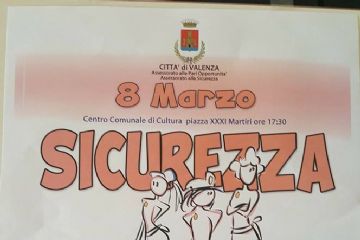 CITTA' di VALENZA
Assessorato alle Pari Opportunita'
Assessorato alla Sicurezza
8 Marzo
Centro Comunale di Cultura piazza XXXI Martiri ore 17:30
SICUREZZA